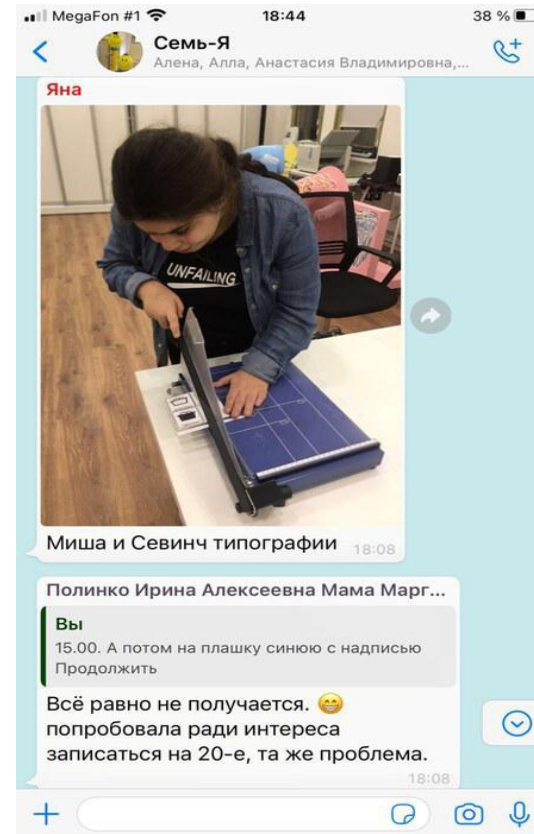 MegaFon #1 18:44 38 %
Семь-Я
Алена, Алла, Анастасия Владимировна,...
Яна
UNFAILING
Миша и Севинч типографии 18:08
Полинко Ирина Алексеевна Мама Марг...
Вы
15.00. А потом на плашку синюю с надписью
Продолжить
Всё равно не получается. 😁
попробовала ради интереса
записаться на 20-е, та же проблема.
18:08